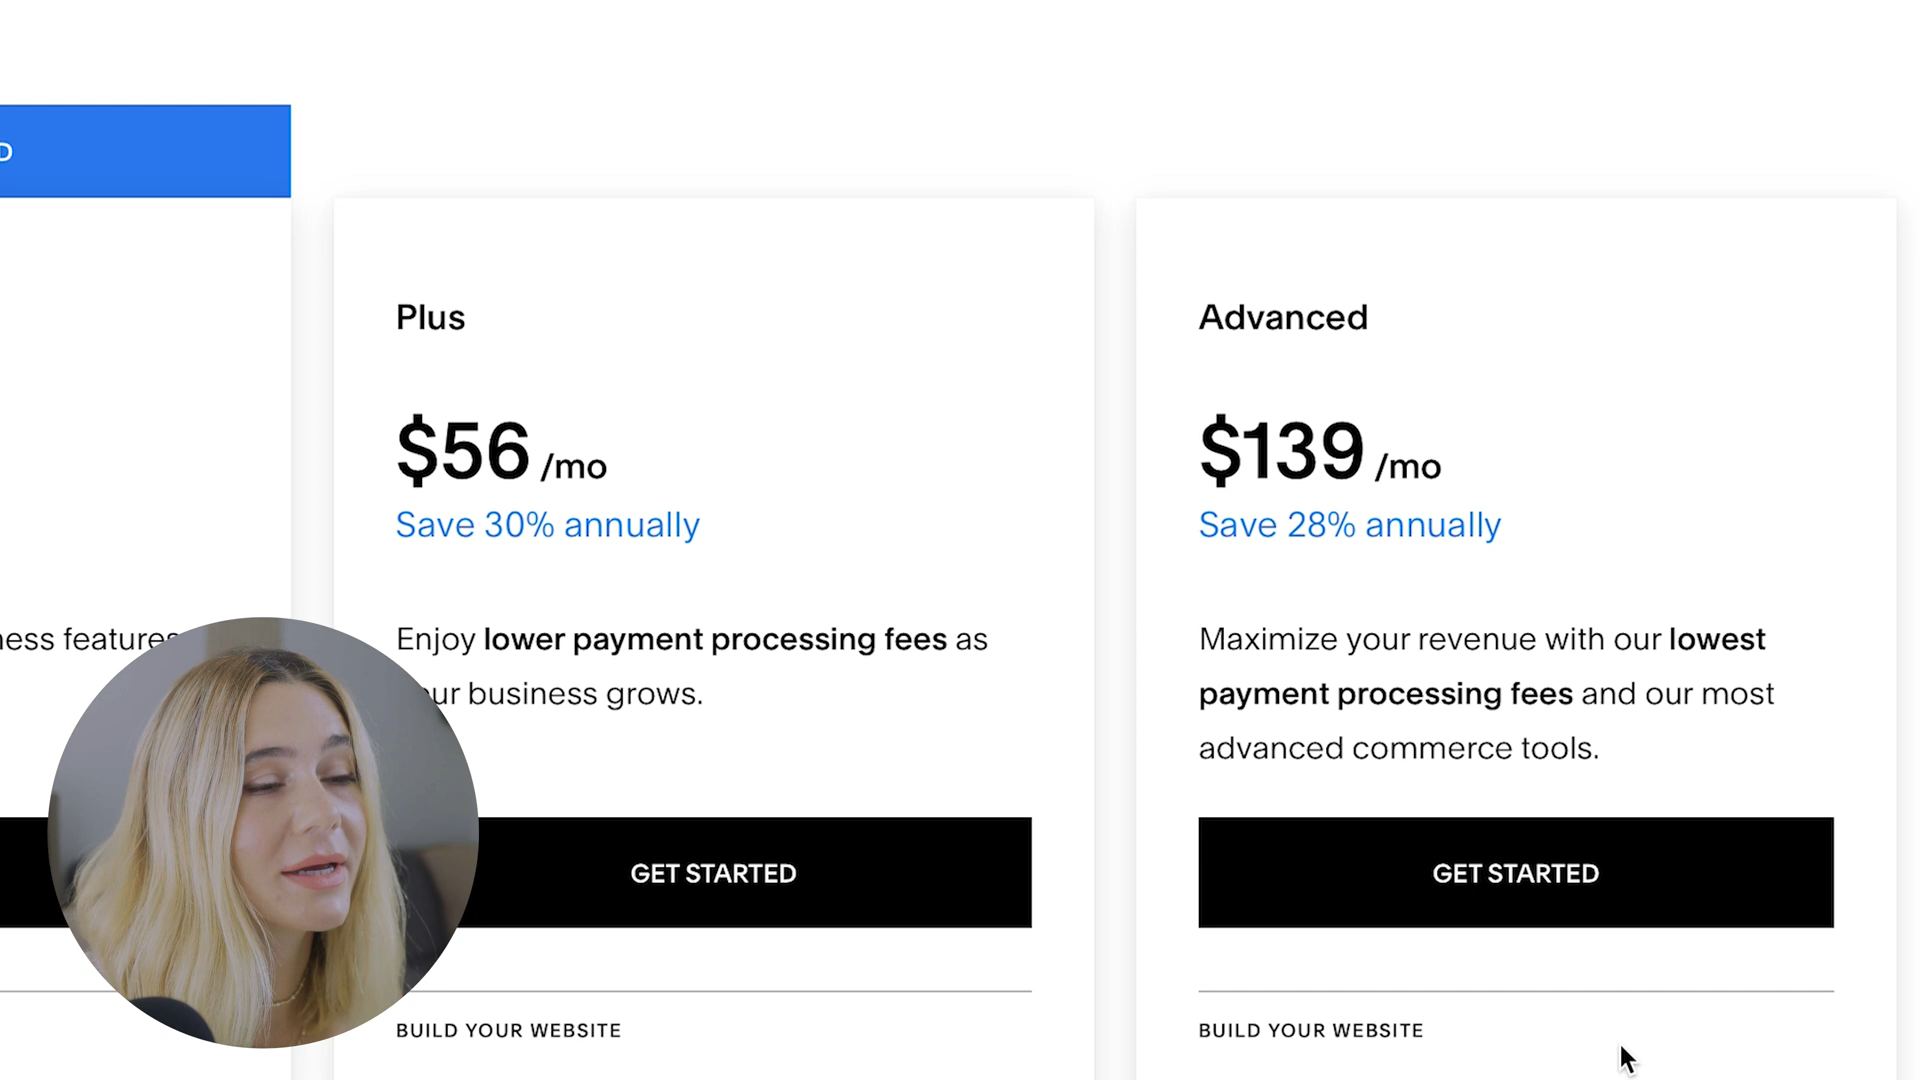 Plus
$56 /mo
Save 30% annually
Enjoy lower payment processing fees as
business grows.
GET STARTED
BUILD YOUR WEBSITE
Advanced
$139 /mo
Save 28% annually
Maximize your revenue with our lowest
payment processing fees and our most
advanced commerce tools.
GET STARTED
BUILD YOUR WEBSITE
features